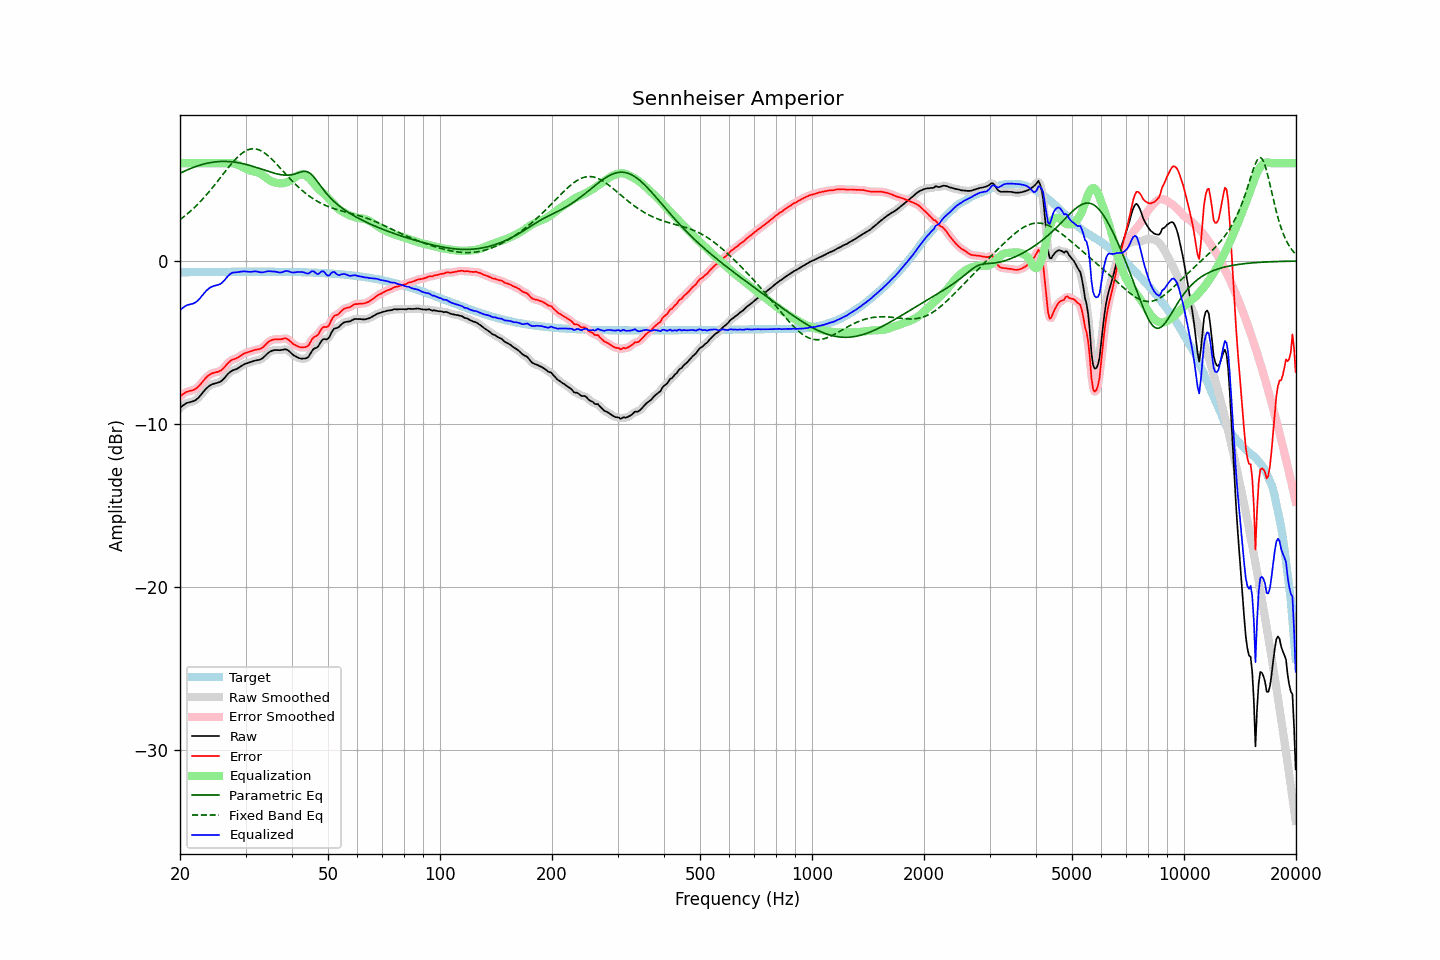 Sennheiser Amperior
Amplitude (dBr)
0
−10
−20
−30
Target
Raw Smoothed
Error Smoothed
Raw
Error
Equalization
Parametric Eq
Fixed Band Eq
Equalized
20 50 100 200 500 1000 2000 5000 10000 20000
Frequency (Hz)